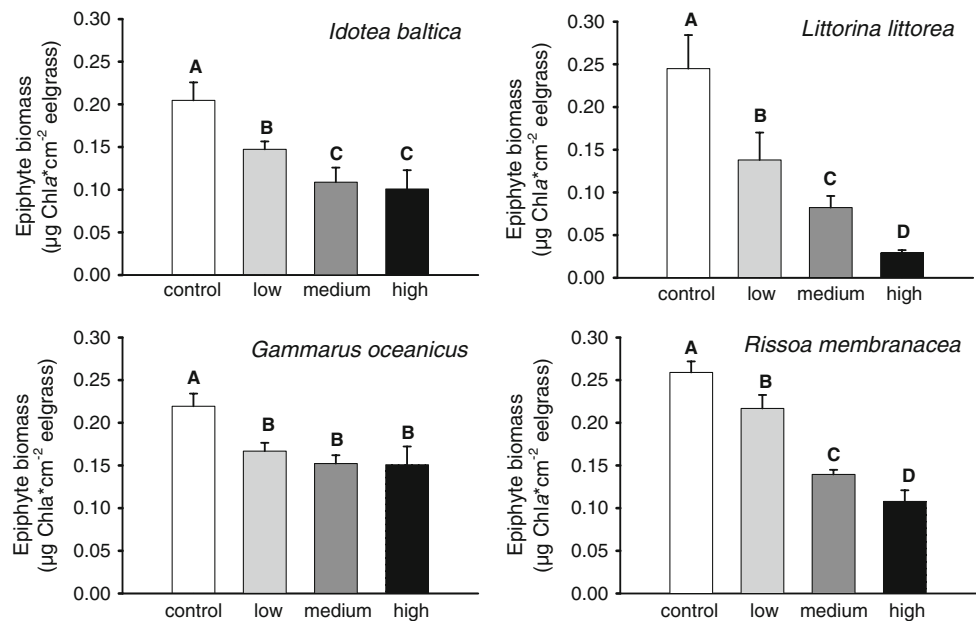 Idotea baltica
Epiphyte biomass
(µg Chla*cm⁻² eelgrass)
0.30
0.25
0.20
0.15
0.10
0.05
0.00
A
B
C
C
control low medium high
Littorina littorea
Epiphyte biomass
(µg Chla*cm⁻² eelgrass)
0.30
0.25
0.20
0.15
0.10
0.05
0.00
A
B
C
D
control low medium high
Gammarus oceanicus
Epiphyte biomass
(µg Chla*cm⁻² eelgrass)
0.30
0.25
0.20
0.15
0.10
0.05
0.00
A
B
B
B
control low medium high
Rissoa membranacea
Epiphyte biomass
(µg Chla*cm⁻² eelgrass)
0.30
0.25
0.20
0.15
0.10
0.05
0.00
A
B
C
D
control low medium high